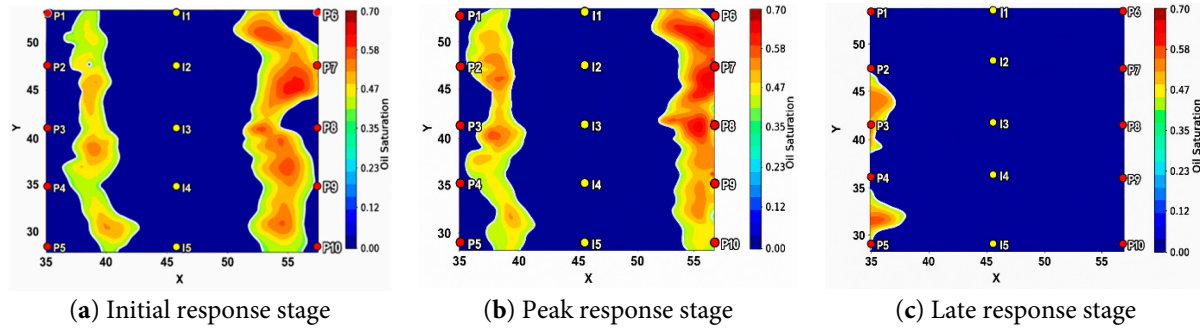 P1 I1 P6 0.70
50 0.58
P2 I2 P7
45 0.47
Y 40 P3 I3 P8 0.35 Oil Saturation
35 P4 I4 P9 0.23
30 0.12
P5 I5 P10 0.00
35 40 45 50 55
X
(a) Initial response stage
P1 I1 P6 0.70
50 0.58
P2 I2 P7
45 0.47
Y 40 P3 I3 P8 0.35 Oil Saturation
35 P4 I4 P9 0.23
30 0.12
P5 I5 P10 0.00
35 40 45 50 55
X
(b) Peak response stage
P1 I1 P6 0.70
50 0.58
P2 I2 P7
45 0.47
Y 40 P3 I3 P8 0.35 Oil Saturation
35 P4 I4 P9 0.23
30 0.12
P5 I5 P10 0.00
35 40 45 50 55
X
(c) Late response stage